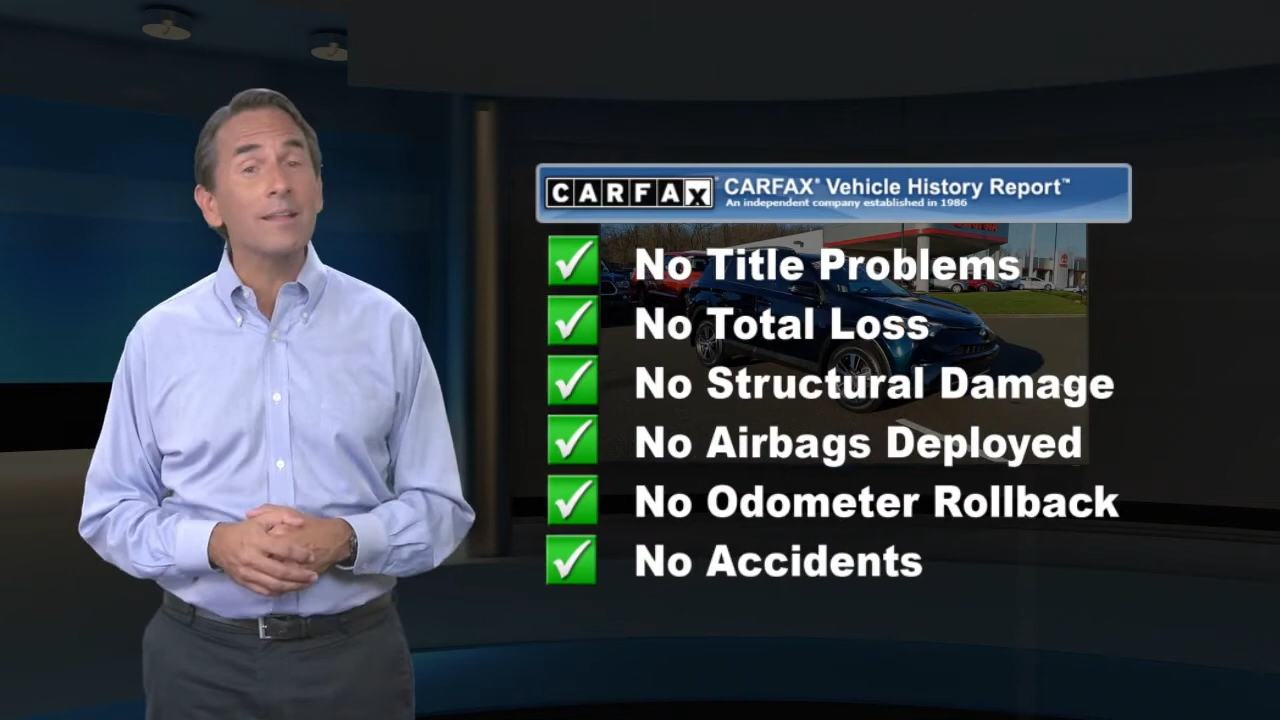 CARFAX® CARFAX® Vehicle History Report™
An independent company established in 1986
No Title Problems
No Total Loss
No Structural Damage
No Airbags Deployed
No Odometer Rollback
No Accidents